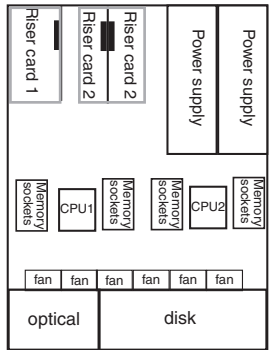 Riser card 1
Riser card 2
Riser card 2
Power supply
Power supply
Memory
sockets
CPU1
Memory
sockets
Memory
sockets
CPU2
Memory
sockets
fan fan fan fan fan fan
optical disk